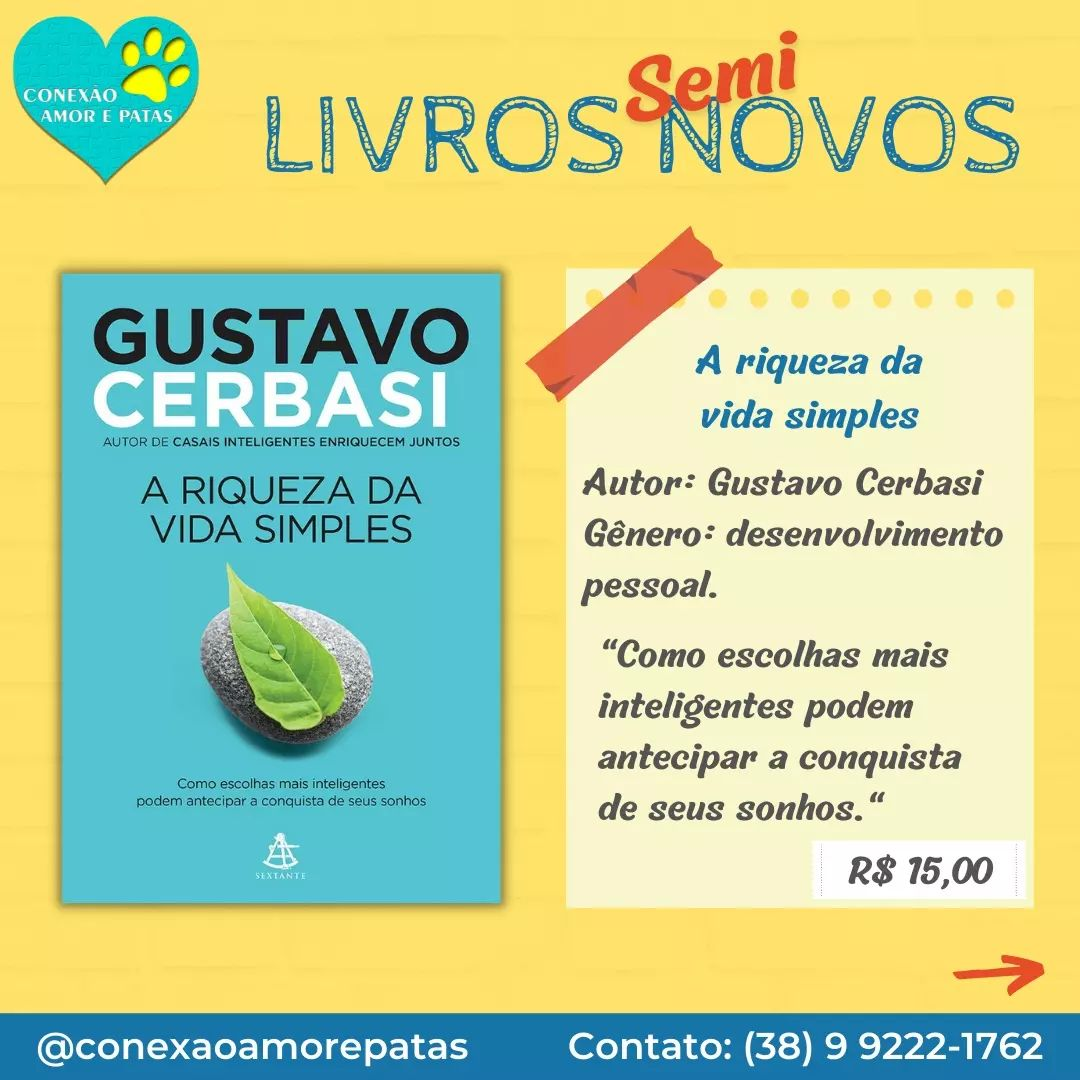 CONEXÃO
AMOR E PATAS
LIVROS Semi NOVOS
GUSTAVO
CERBASI
AUTOR DE CASAIS INTELIGENTES ENRIQUECEM JUNTOS
A RIQUEZA DA
VIDA SIMPLES
Como escolhas mais inteligentes
podem antecipar a conquista de seus sonhos
SEXTANTE
A riqueza da
vida simples
Autor: Gustavo Cerbasi
Gênero: desenvolvimento
pessoal.
“Como escolhas mais
inteligentes podem
antecipar a conquista
de seus sonhos.“
R$ 15,00
@conexaoamorepatas
Contato: (38) 9 9222-1762